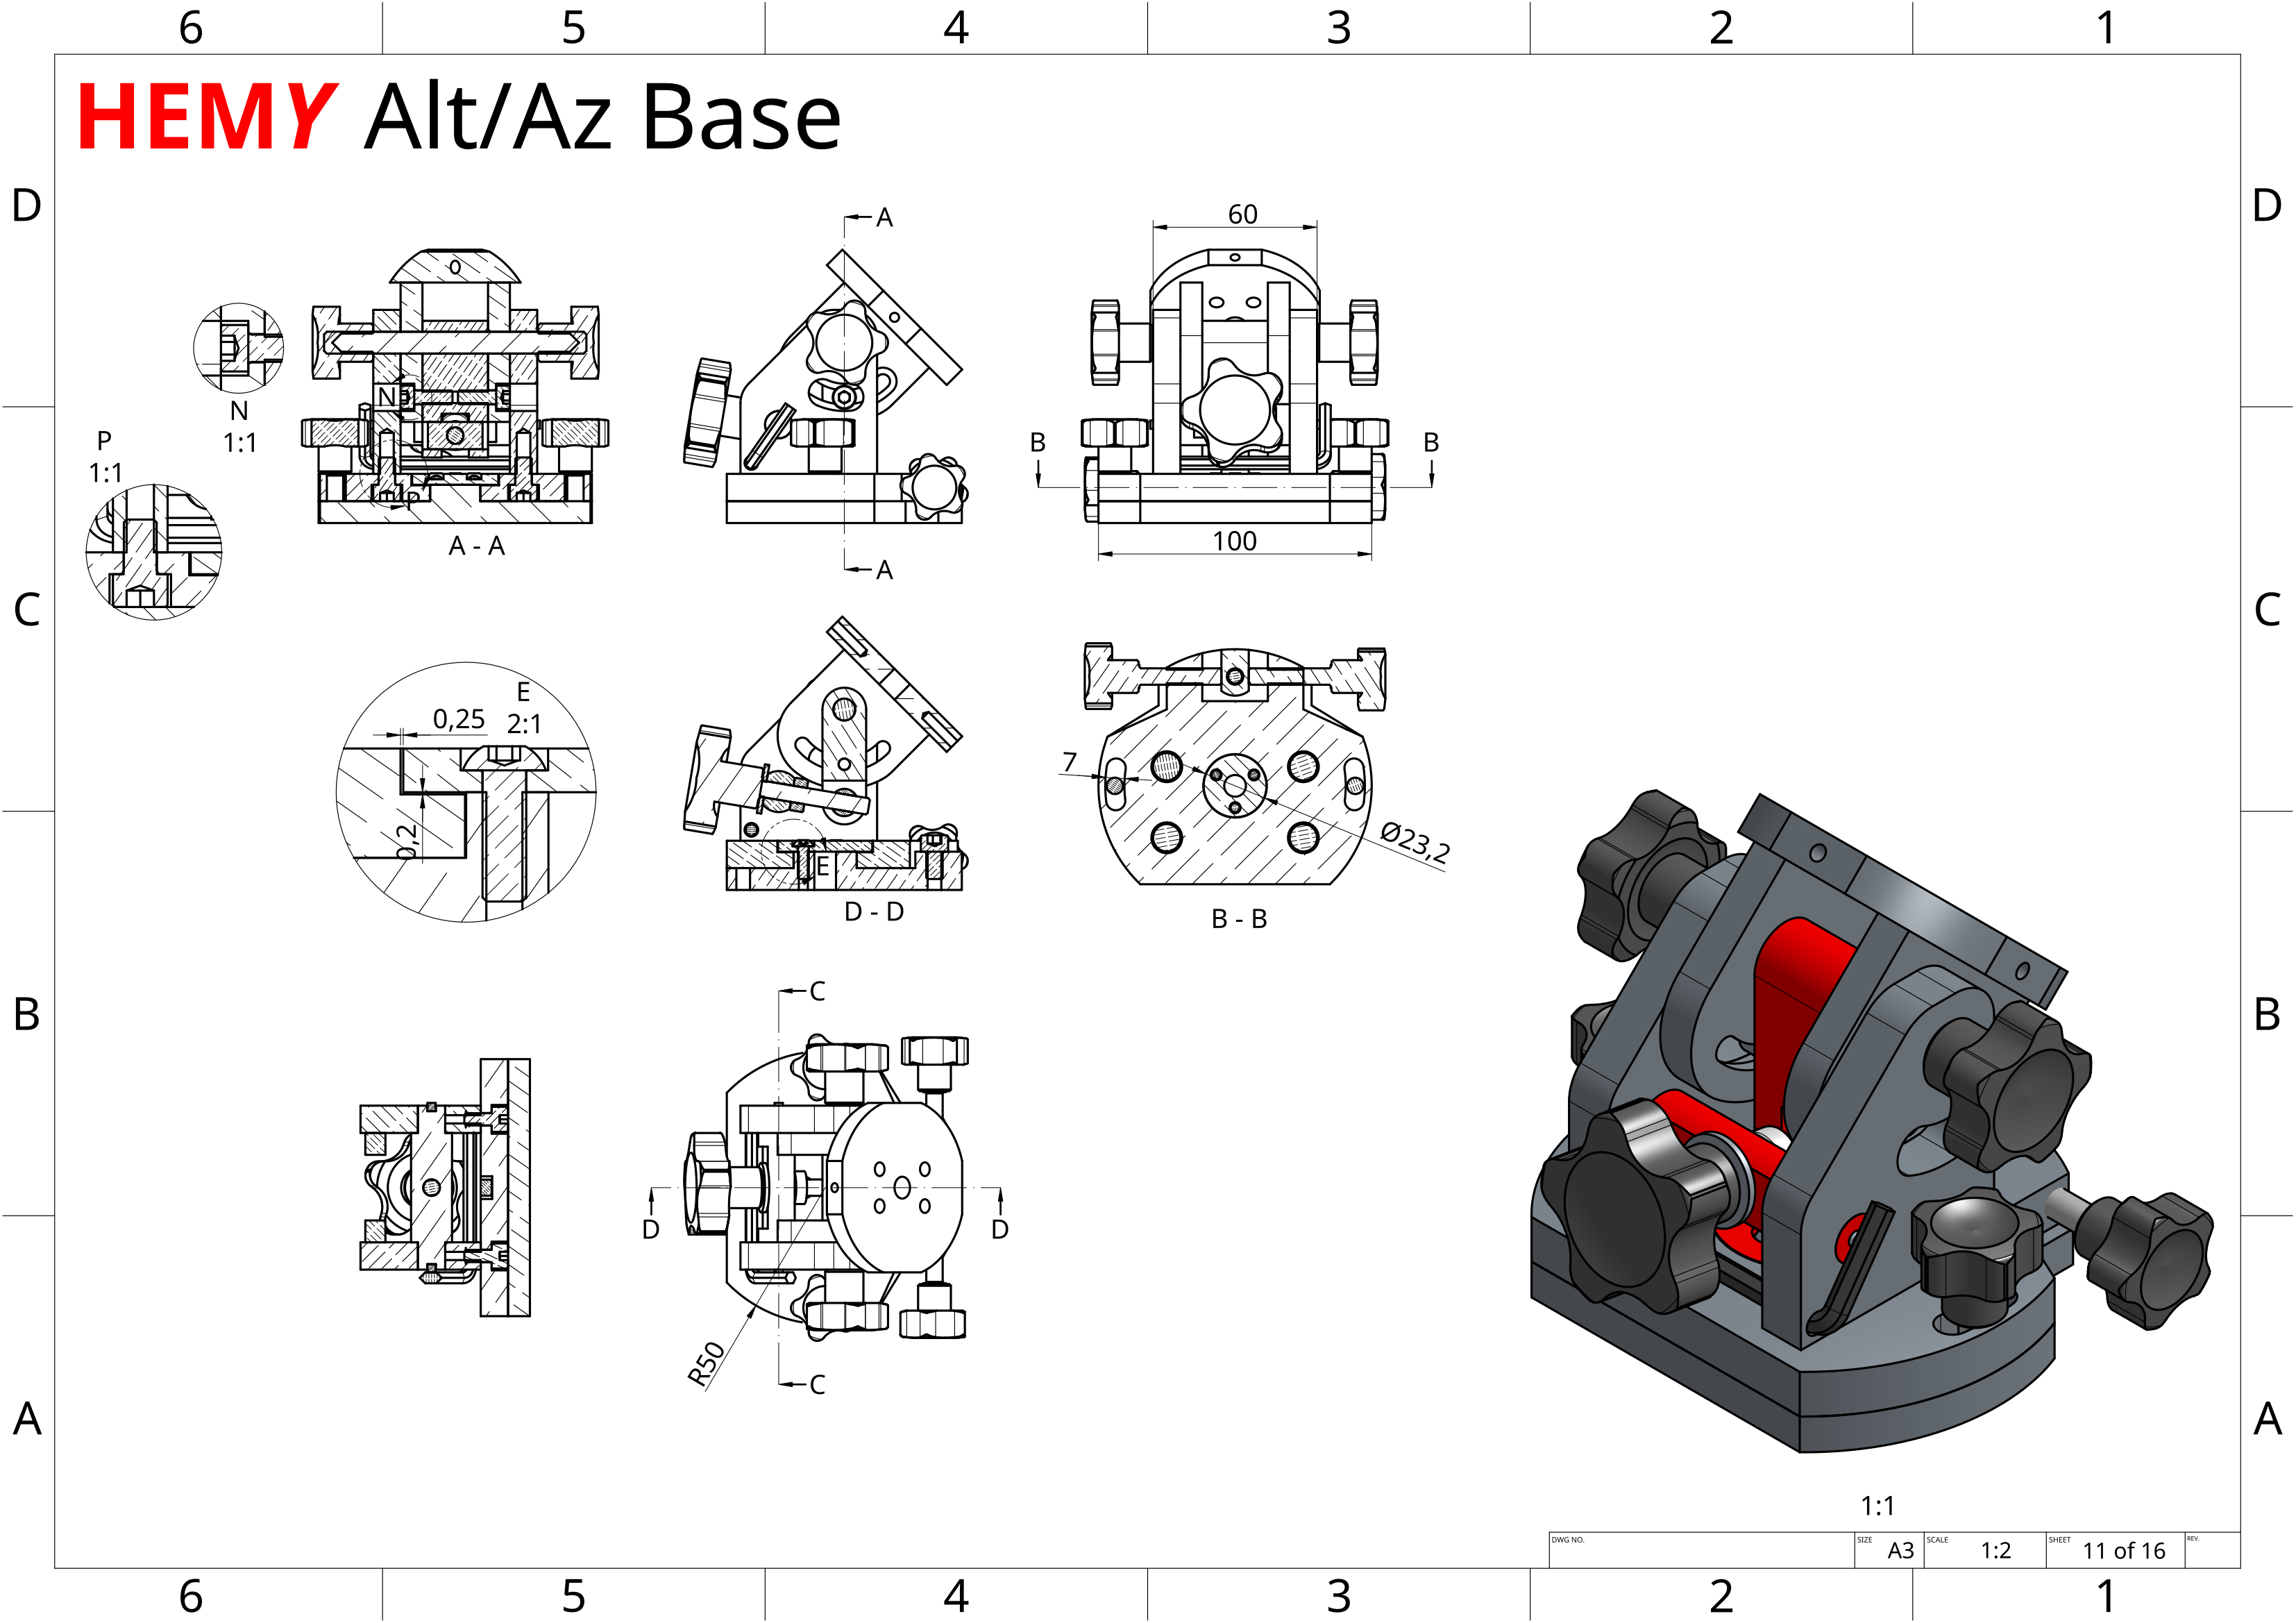 6 5 4 3 2 1
HEMY Alt/Az Base
D D
A
60
N
1:1
N
P
1:1
P
B B
A - A
A
100
C C
E
2:1
0,25
0,2
7
Ø23,2
E
D - D
B - B
C
B B
D D
R50
C
A A
1:1
DWG NO. SIZE A3 SCALE 1:2 SHEET 11 of 16 REV.
6 5 4 3 2 1